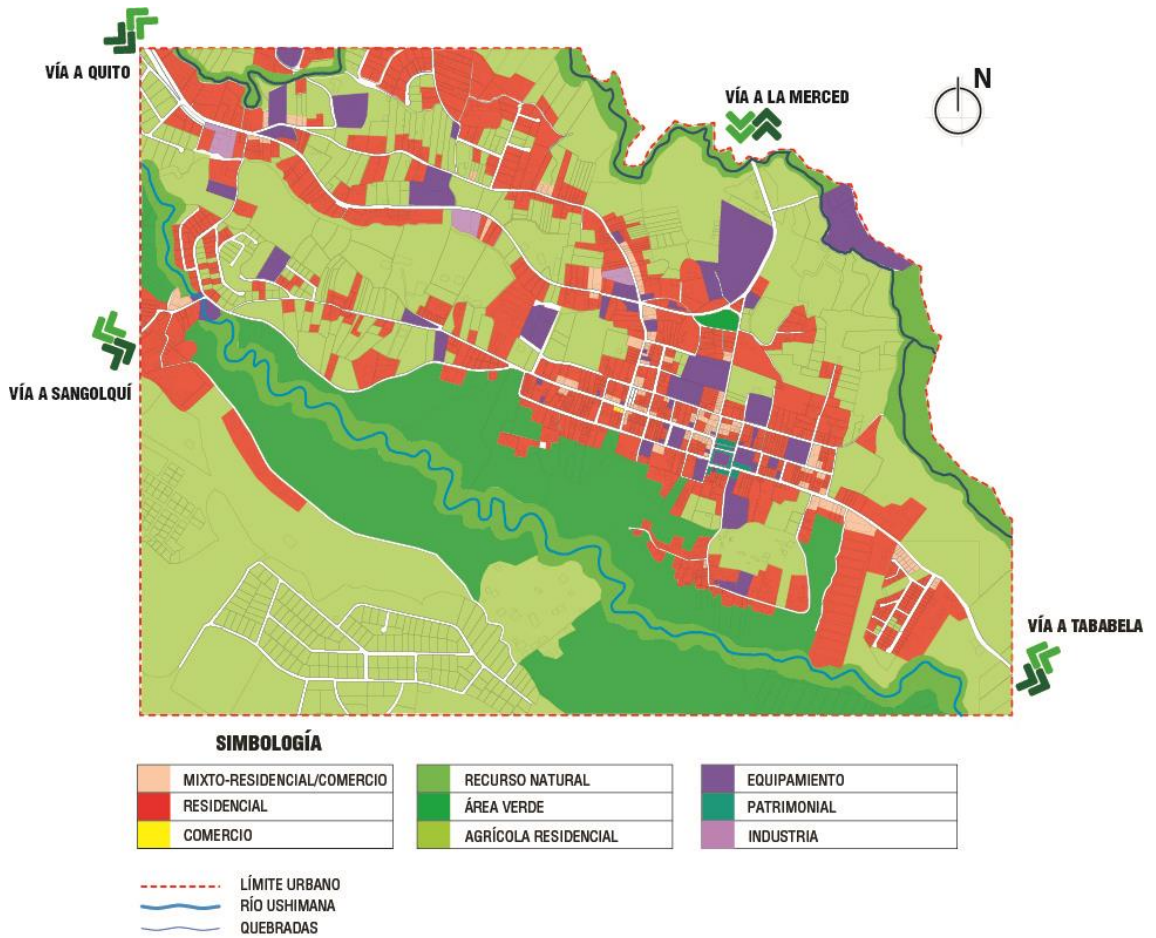 VÍA A QUITO
VÍA A LA MERCED
N
VÍA A SANGOLQUÍ
VÍA A TABABELA
SIMBOLOGÍA
MIXTO-RESIDENCIAL/COMERCIO
RESIDENCIAL
COMERCIO
RECURSO NATURAL
ÁREA VERDE
AGRÍCOLA RESIDENCIAL
EQUIPAMIENTO
PATRIMONIAL
INDUSTRIA
LÍMITE URBANO
RÍO USHIMANA
QUEBRADAS